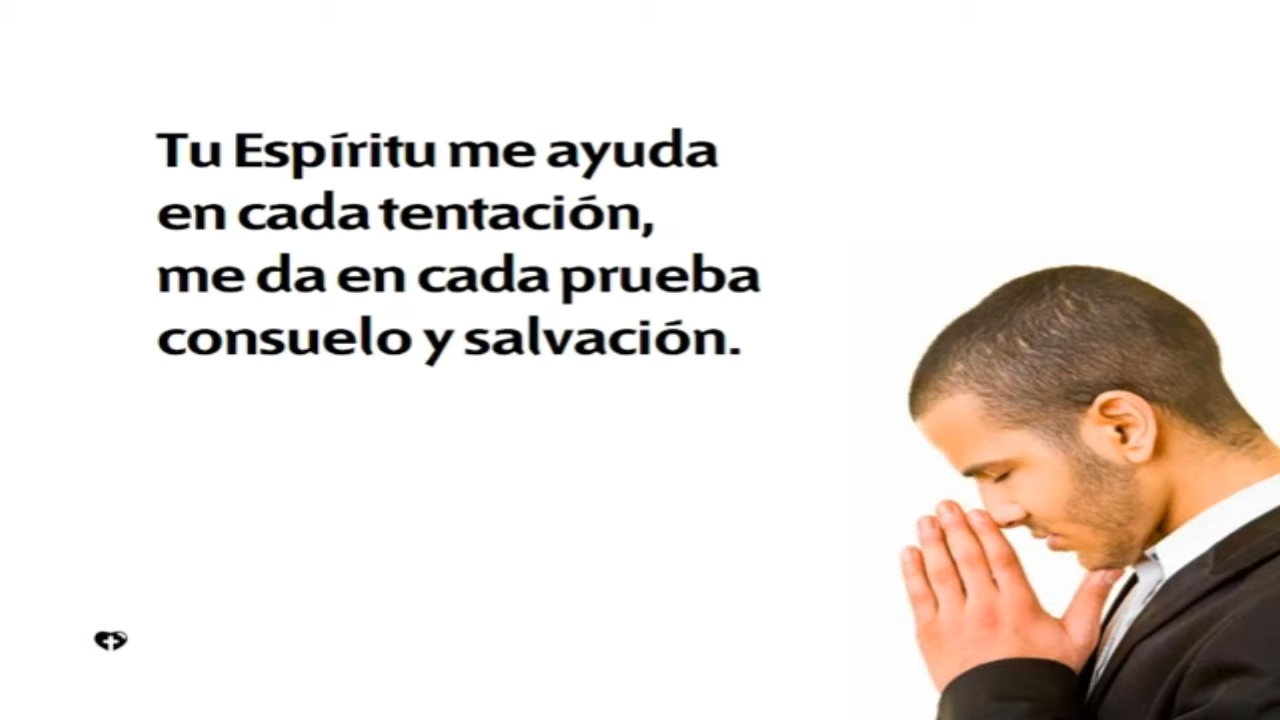 Tu Espíritu me ayuda
en cada tentación,
me da en cada prueba
consuelo y salvación.